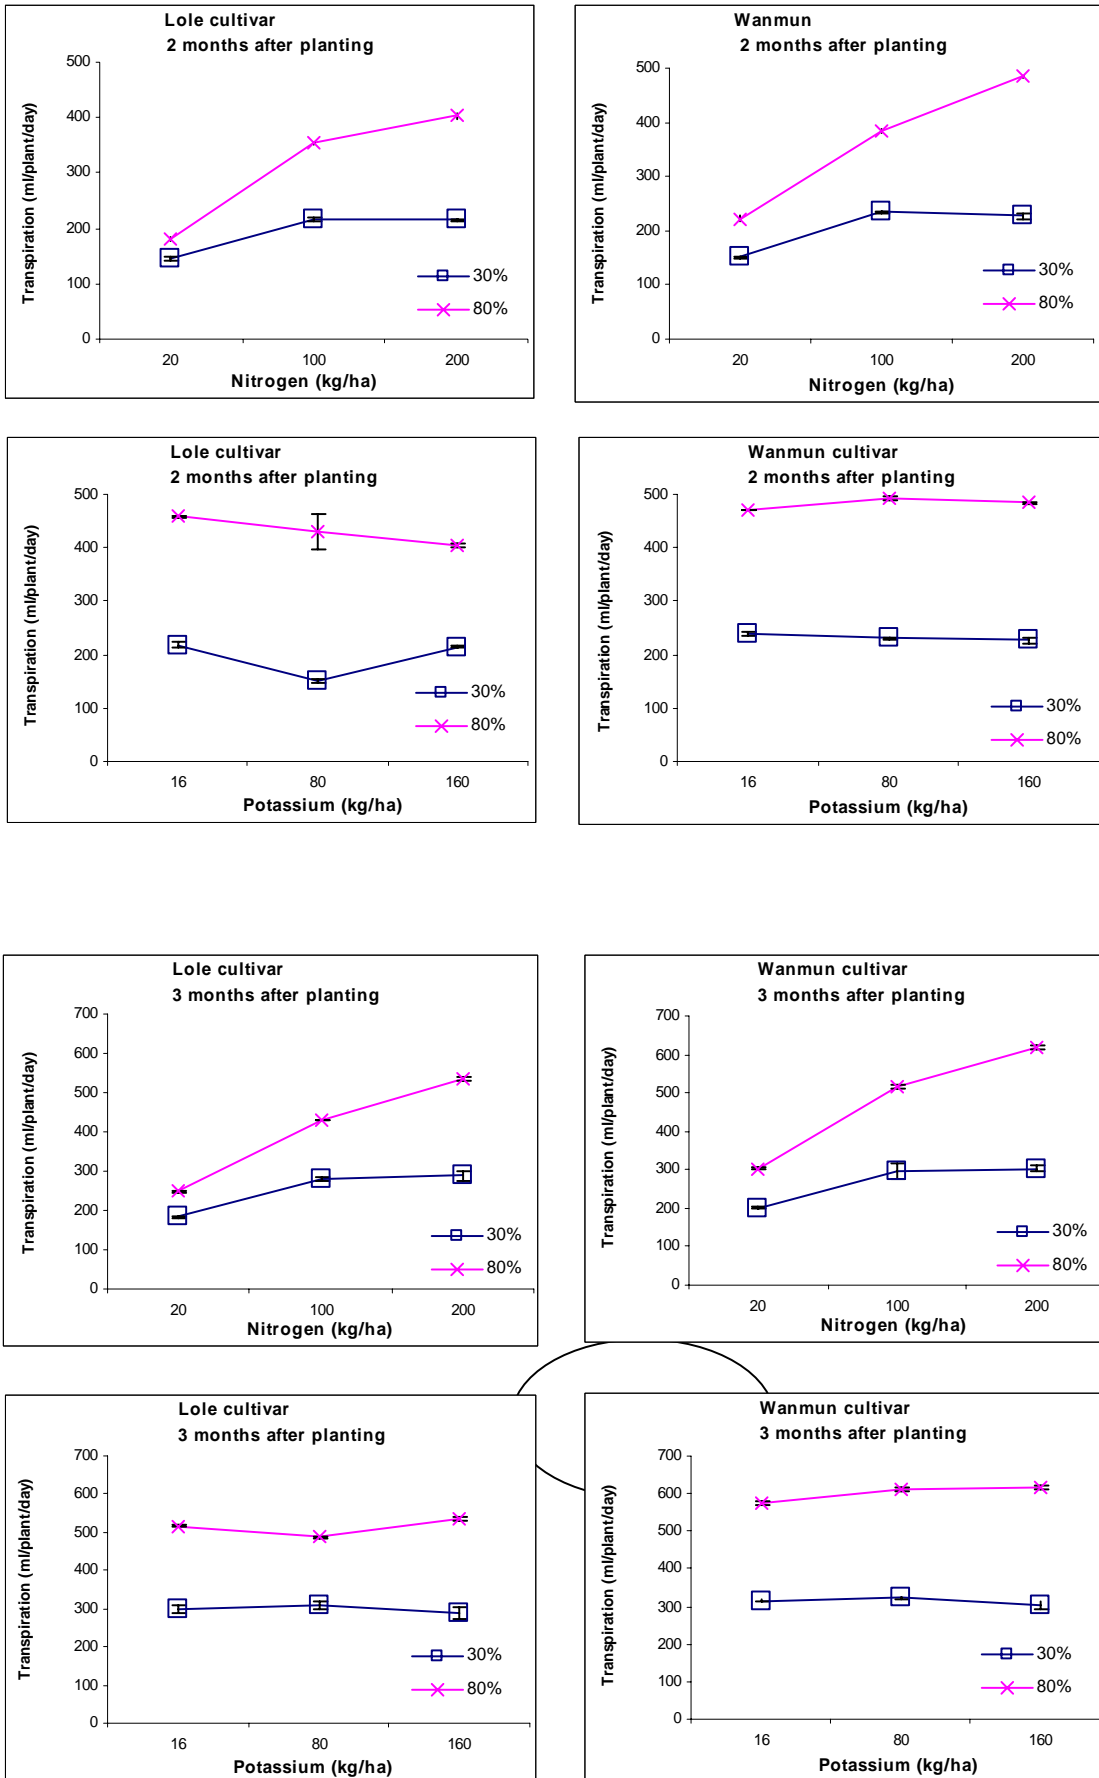 Lole cultivar
2 months after planting
Transpiration (ml/plant/day)
500
400
300
200
100
0
30%
80%
20 100 200
Nitrogen (kg/ha)
Wanmun
2 months after planting
Transpiration (ml/plant/day)
500
400
300
200
100
0
30%
80%
20 100 200
Nitrogen (kg/ha)
Lole cultivar
2 months after planting
Transpiration (ml/plant/day)
500
400
300
200
100
0
30%
80%
16 80 160
Potassium (kg/ha)
Wanmun cultivar
2 months after planting
Transpiration (ml/plant/day)
500
400
300
200
100
0
30%
80%
16 80 160
Potassium (kg/ha)
Lole cultivar
3 months after planting
Transpiration (ml/plant/day)
700
600
500
400
300
200
100
0
30%
80%
20 100 200
Nitrogen (kg/ha)
Wanmun cultivar
3 months after planting
Transpiration (ml/plant/day)
700
600
500
400
300
200
100
0
30%
80%
20 100 200
Nitrogen (kg/ha)
Lole cultivar
3 months after planting
Transpiration (ml/plant/day)
700
600
500
400
300
200
100
0
30%
80%
16 80 160
Potassium (kg/ha)
Wanmun cultivar
3 months after planting
Transpiration (ml/plant/day)
700
600
500
400
300
200
100
0
30%
80%
16 80 160
Potassium (kg/ha)